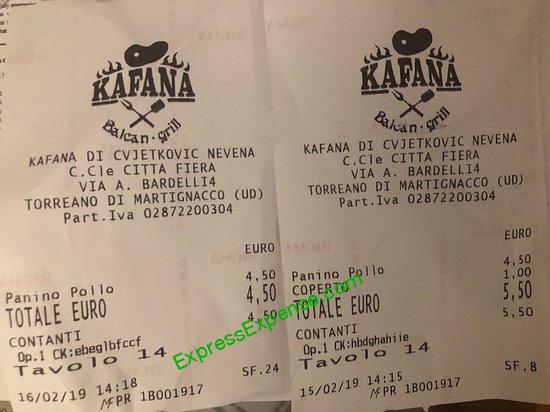 KAFANA
Balcan · grill
KAFANA DI CVJETKOVIC NEVENA
C.Cle CITTA FIERA
VIA A. BARDELLI4
TORREANO DI MARTIGNACCO (UD)
Part.Iva 02872200304
EURO
Panino Pollo 4,50
TOTALE EURO 4,50
CONTANTI 4,50
Op.1 CK:ebeglbfccf
Tavolo 14
16/02/19 14:18 SF.24
MFPR 1B001917
KAFANA
Balcan · grill
KAFANA DI CVJETKOVIC NEVENA
C.Cle CITTA FIERA
VIA A. BARDELLI4
TORREANO DI MARTIGNACCO (UD)
Part.Iva 02872200304
EURO
Panino Pollo 4,50
COPERTO 1,00
TOTALE EURO 5,50
CONTANTI 5,50
Op.1 CK:hbdghahiie
Tavolo 14
15/02/19 14:15 SF.8
MFPR 1B001917
ExpressExpense.com